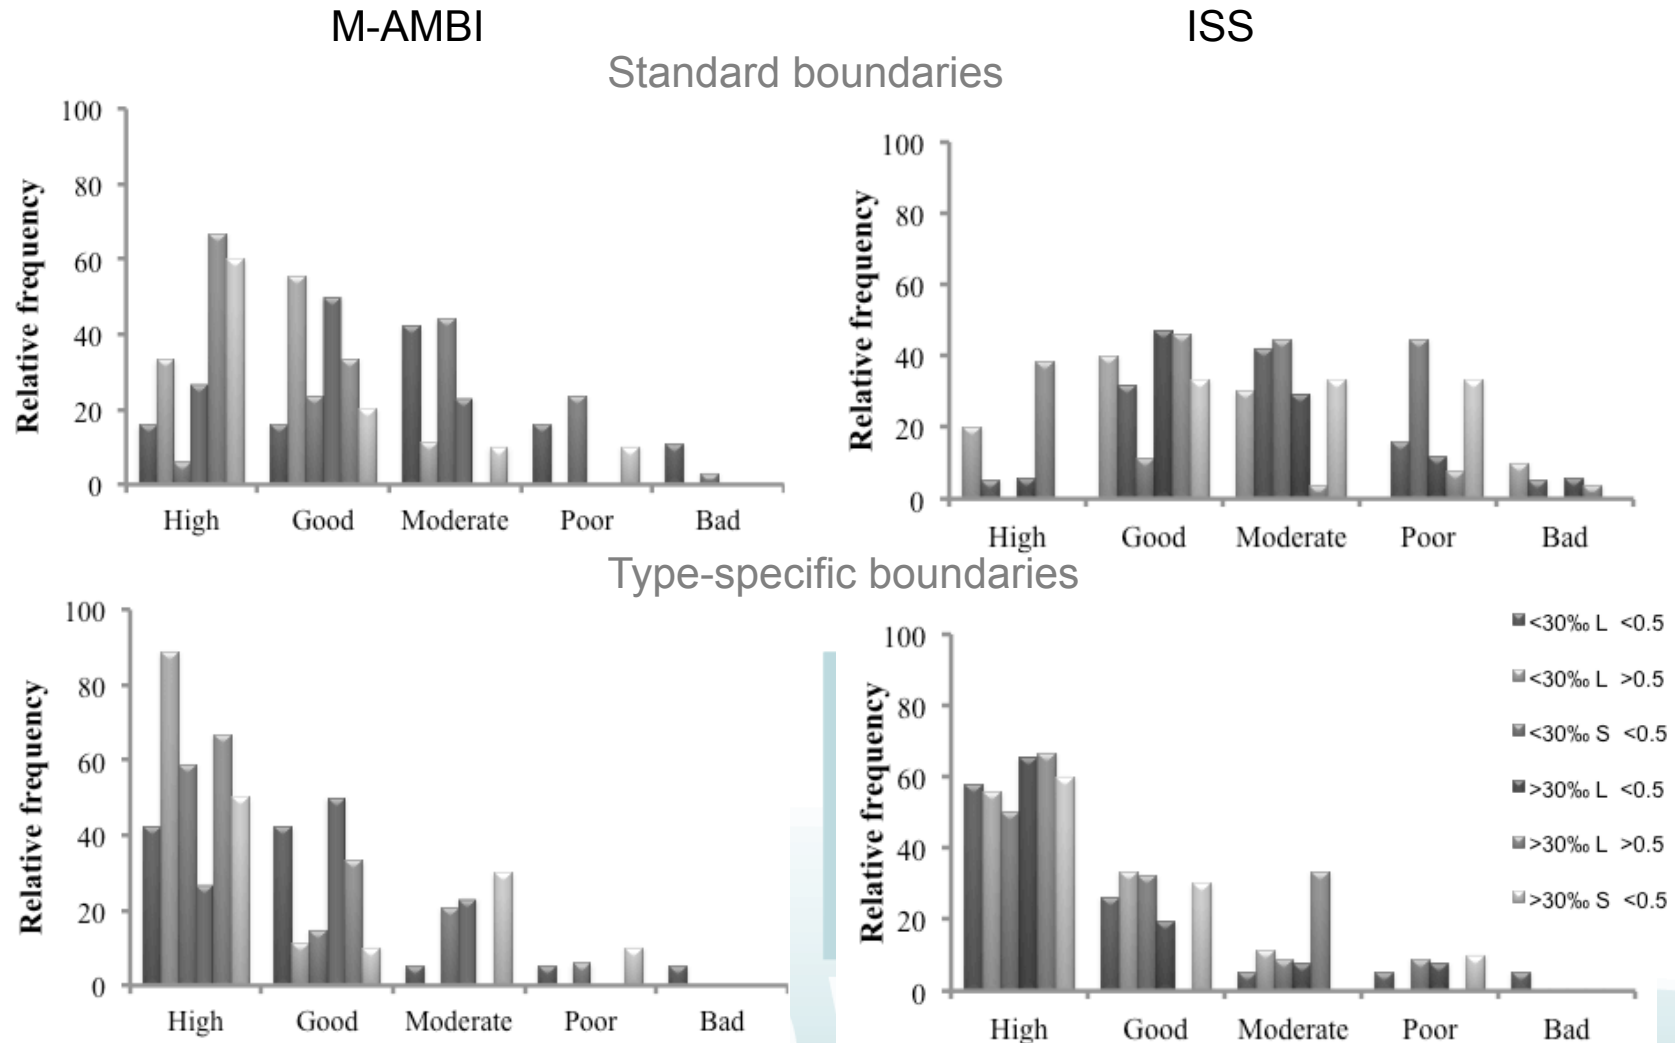 M-AMBI
ISS
Standard boundaries
Relative frequency
100
80
60
40
20
0
High Good Moderate Poor Bad
Relative frequency
100
80
60
40
20
0
High Good Moderate Poor Bad
Type-specific boundaries
Relative frequency
100
80
60
40
20
0
High Good Moderate Poor Bad
Relative frequency
100
80
60
40
20
0
High Good Moderate Poor Bad
<30‰ L <0.5
<30‰ L >0.5
<30‰ S <0.5
>30‰ L <0.5
>30‰ L >0.5
>30‰ S <0.5